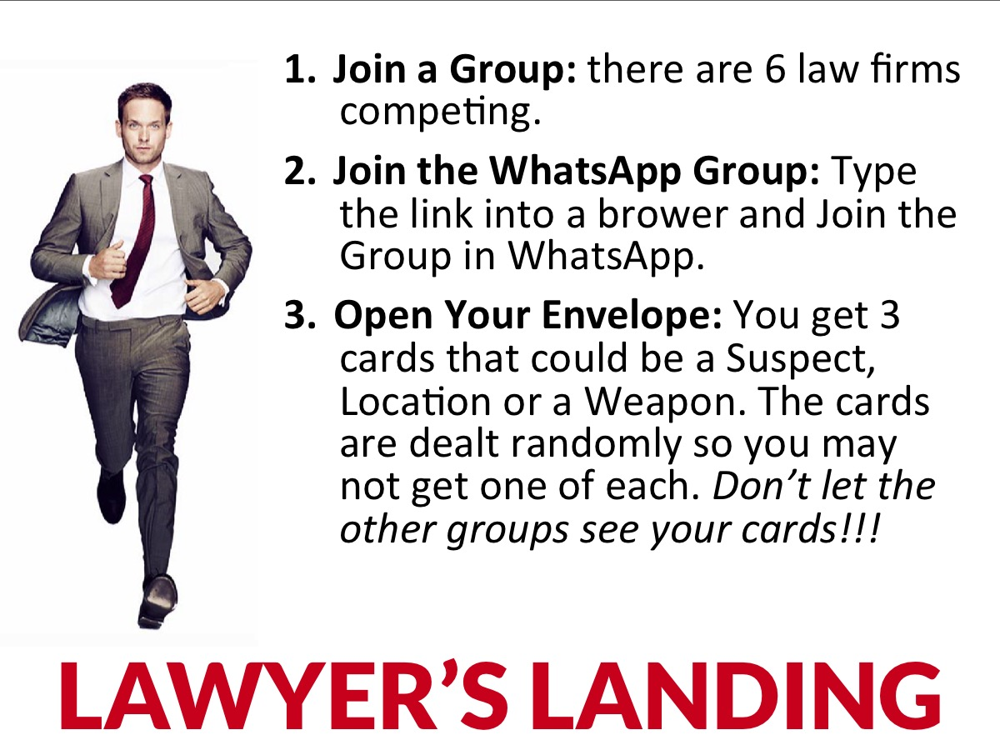 1. Join a Group: there are 6 law firms
competing.
2. Join the WhatsApp Group: Type
the link into a brower and Join the
Group in WhatsApp.
3. Open Your Envelope: You get 3
cards that could be a Suspect,
Location or a Weapon. The cards
are dealt randomly so you may
not get one of each. Don’t let the
other groups see your cards!!!
LAWYER’S LANDING